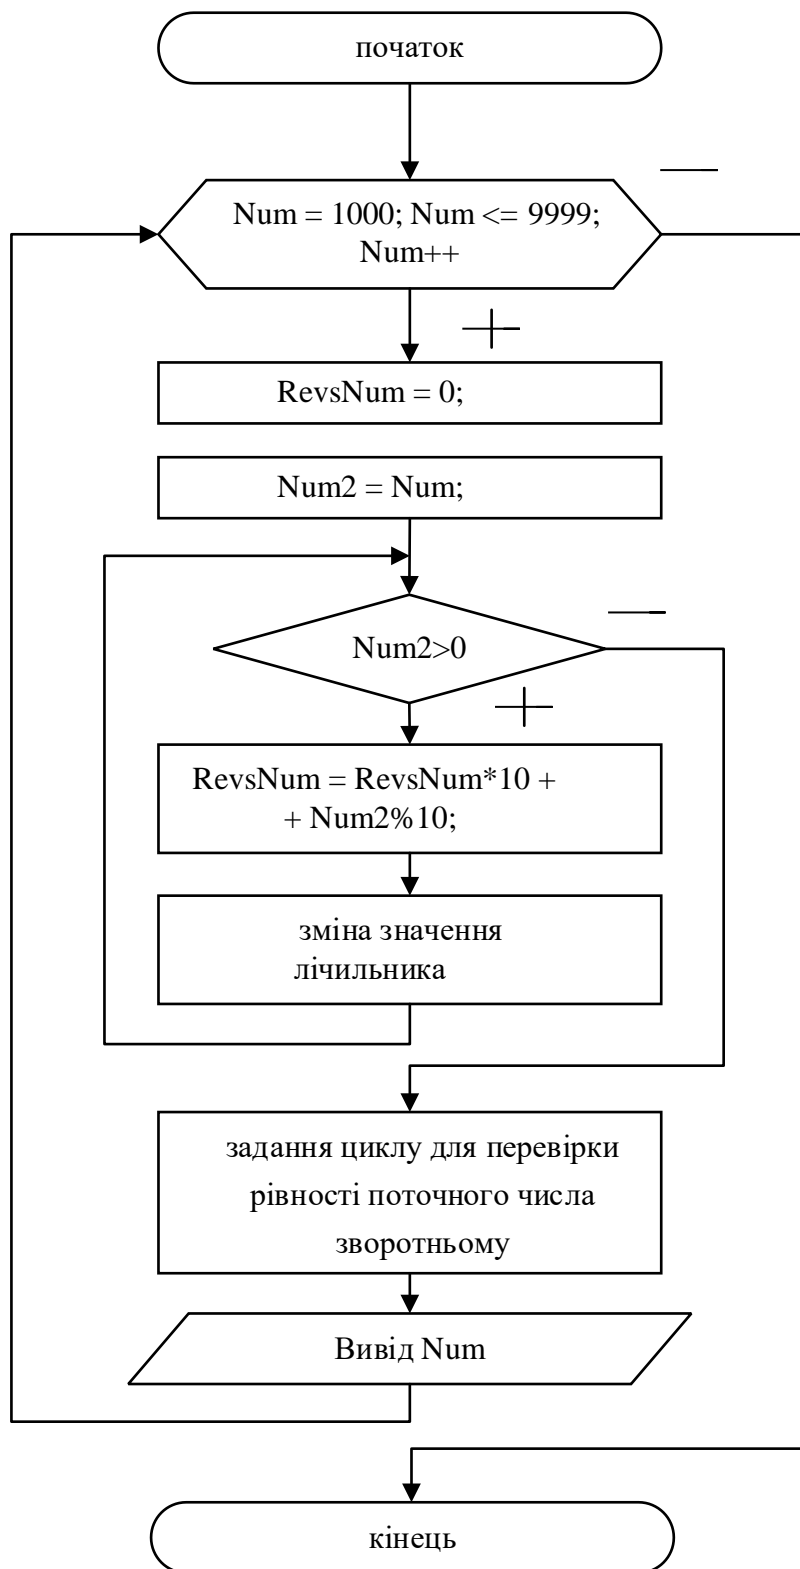 початок
Num = 1000; Num <= 9999;
Num++
RevsNum = 0;
Num2 = Num;
Num2>0
RevsNum = RevsNum*10 +
+ Num2%10;
зміна значення
лічильника
задання циклу для перевірки
рівності поточного числа
зворотньому
Вивід Num
кінець